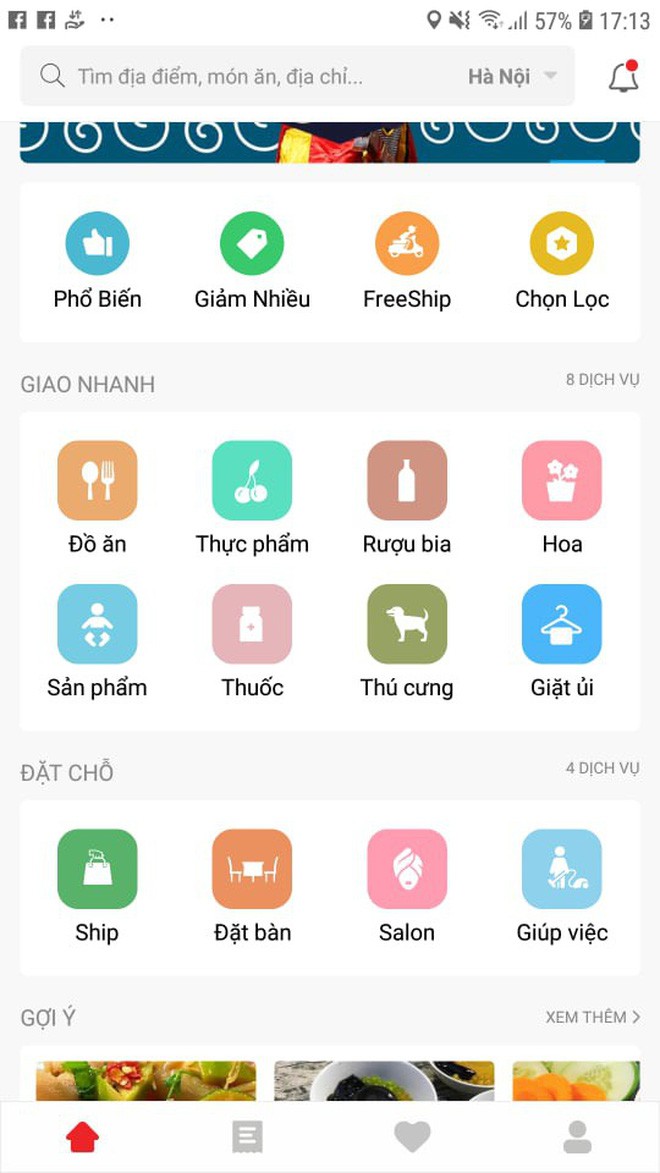 57% 17:13
Tìm địa điểm, món ăn, địa chỉ... Hà Nội
Phổ Biến Giảm Nhiều FreeShip Chọn Lọc
GIAO NHANH 8 DỊCH VỤ
Đồ ăn Thực phẩm Rượu bia Hoa
Sản phẩm Thuốc Thú cưng Giặt ủi
ĐẶT CHỖ 4 DỊCH VỤ
Ship Đặt bàn Salon Giúp việc
GỢI Ý XEM THÊM